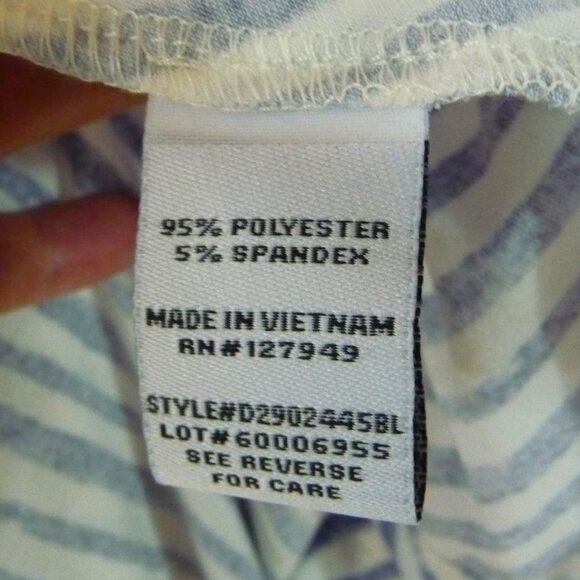 95% POLYESTER
5% SPANDEX
MADE IN VIETNAM
RN#127949
STYLE#D2902445BL
LOT#60006955
SEE REVERSE
FOR CARE